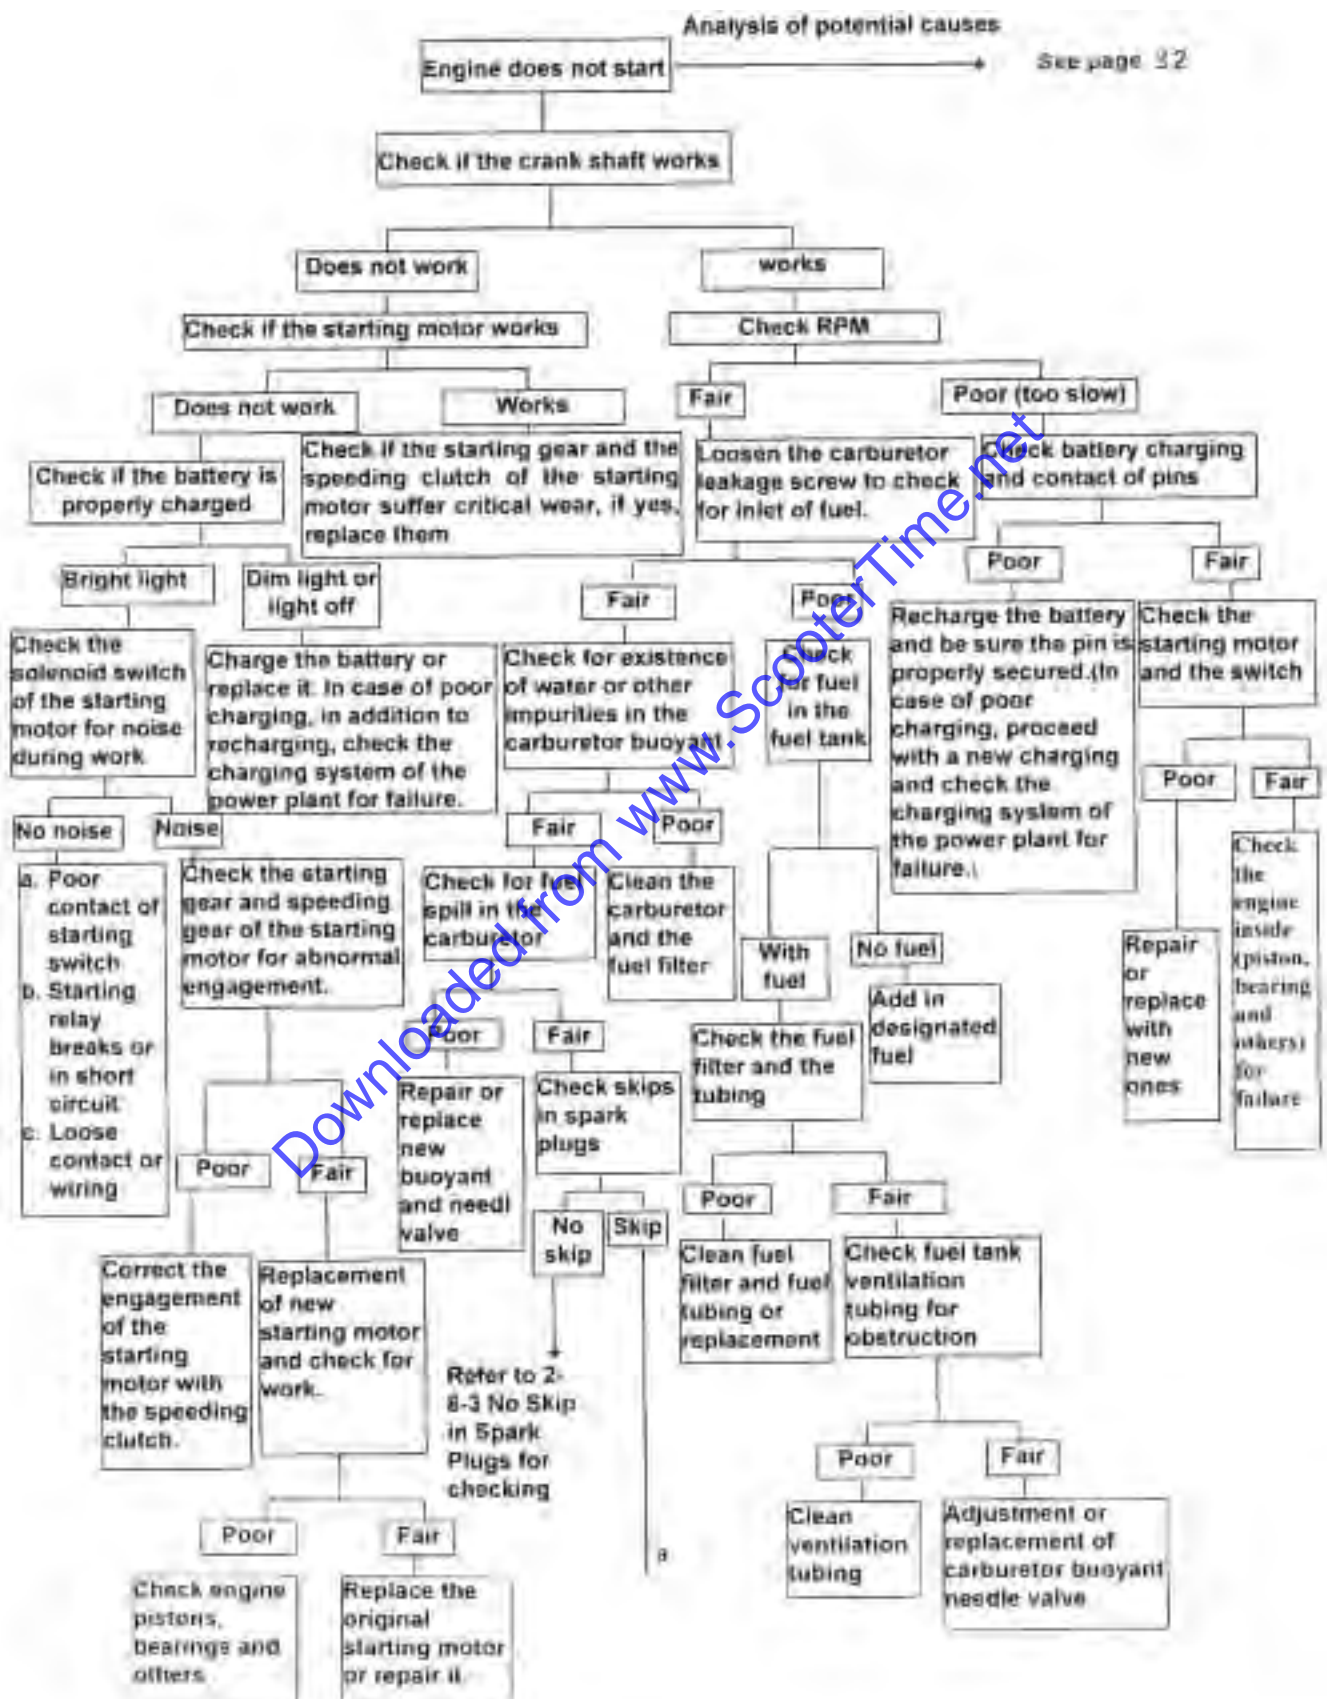 Analysis of potential causes
Engine does not start
See page 32
Check if the crank shaft works
Does not work
works
Check if the starting motor works
Check RPM
Does not work
Works
Fair
Poor (too slow)
Check if the battery is
properly charged
Check if the starting gear and the
speeding clutch of the starting
motor suffer critical wear, if yes,
replace them
Loosen the carburetor
leakage screw to check
for inlet of fuel.
Check battery charging
and contact of pins
Bright light
Dim light or
light off
Fair
Poor
Poor
Fair
Check the
solenoid switch
of the starting
motor for noise
during work
Charge the battery or
replace it. In case of poor
charging, in addition to
recharging, check the
charging system of the
power plant for failure.
Check for existence
of water or other
impurities in the
carburetor buoyant
Check
for fuel
in the
fuel tank
Recharge the battery
and be sure the pin is
properly secured.(In
case of poor
charging, proceed
with a new charging
and check the
charging system of
the power plant for
failure.\
Check the
starting motor
and the switch
No noise
Noise
Fair
Poor
Poor
Fair
a. Poor
contact of
starting
switch
b. Starting
relay
breaks or
in short
circuit
c. Loose
contact or
wiring
Check the starting
gear and speeding
gear of the starting
motor for abnormal
engagement.
Check for fuel
spill in the
carburetor
Clean the
carburetor
and the
fuel filter
With
fuel
No fuel
Repair
or
replace
with
new
ones
Check
the
engine
inside
(piston,
bearing
and
others)
for
failure
Poor
Fair
Check the fuel
filter and the
tubing
Add in
designated
fuel
Poor
Fair
Repair or
replace
new
buoyant
and needl
valve
Check skips
in spark
plugs
No
skip
Skip
Poor
Fair
Correct the
engagement
of the
starting
motor with
the speeding
clutch.
Replacement
of new
starting motor
and check for
work.
Refer to 2-
8-3 No Skip
in Spark
Plugs for
checking
Clean fuel
filter and fuel
tubing or
replacement
Check fuel tank
ventilation
tubing for
obstruction
Poor
Fair
Poor
Fair
a
Check engine
pistons,
bearings and
others
Replace the
original
starting motor
or repair it.
Clean
ventilation
tubing
Adjustment or
replacement of
carburetor buoyant
needle valve
Downloaded from www.ScooterTime.net